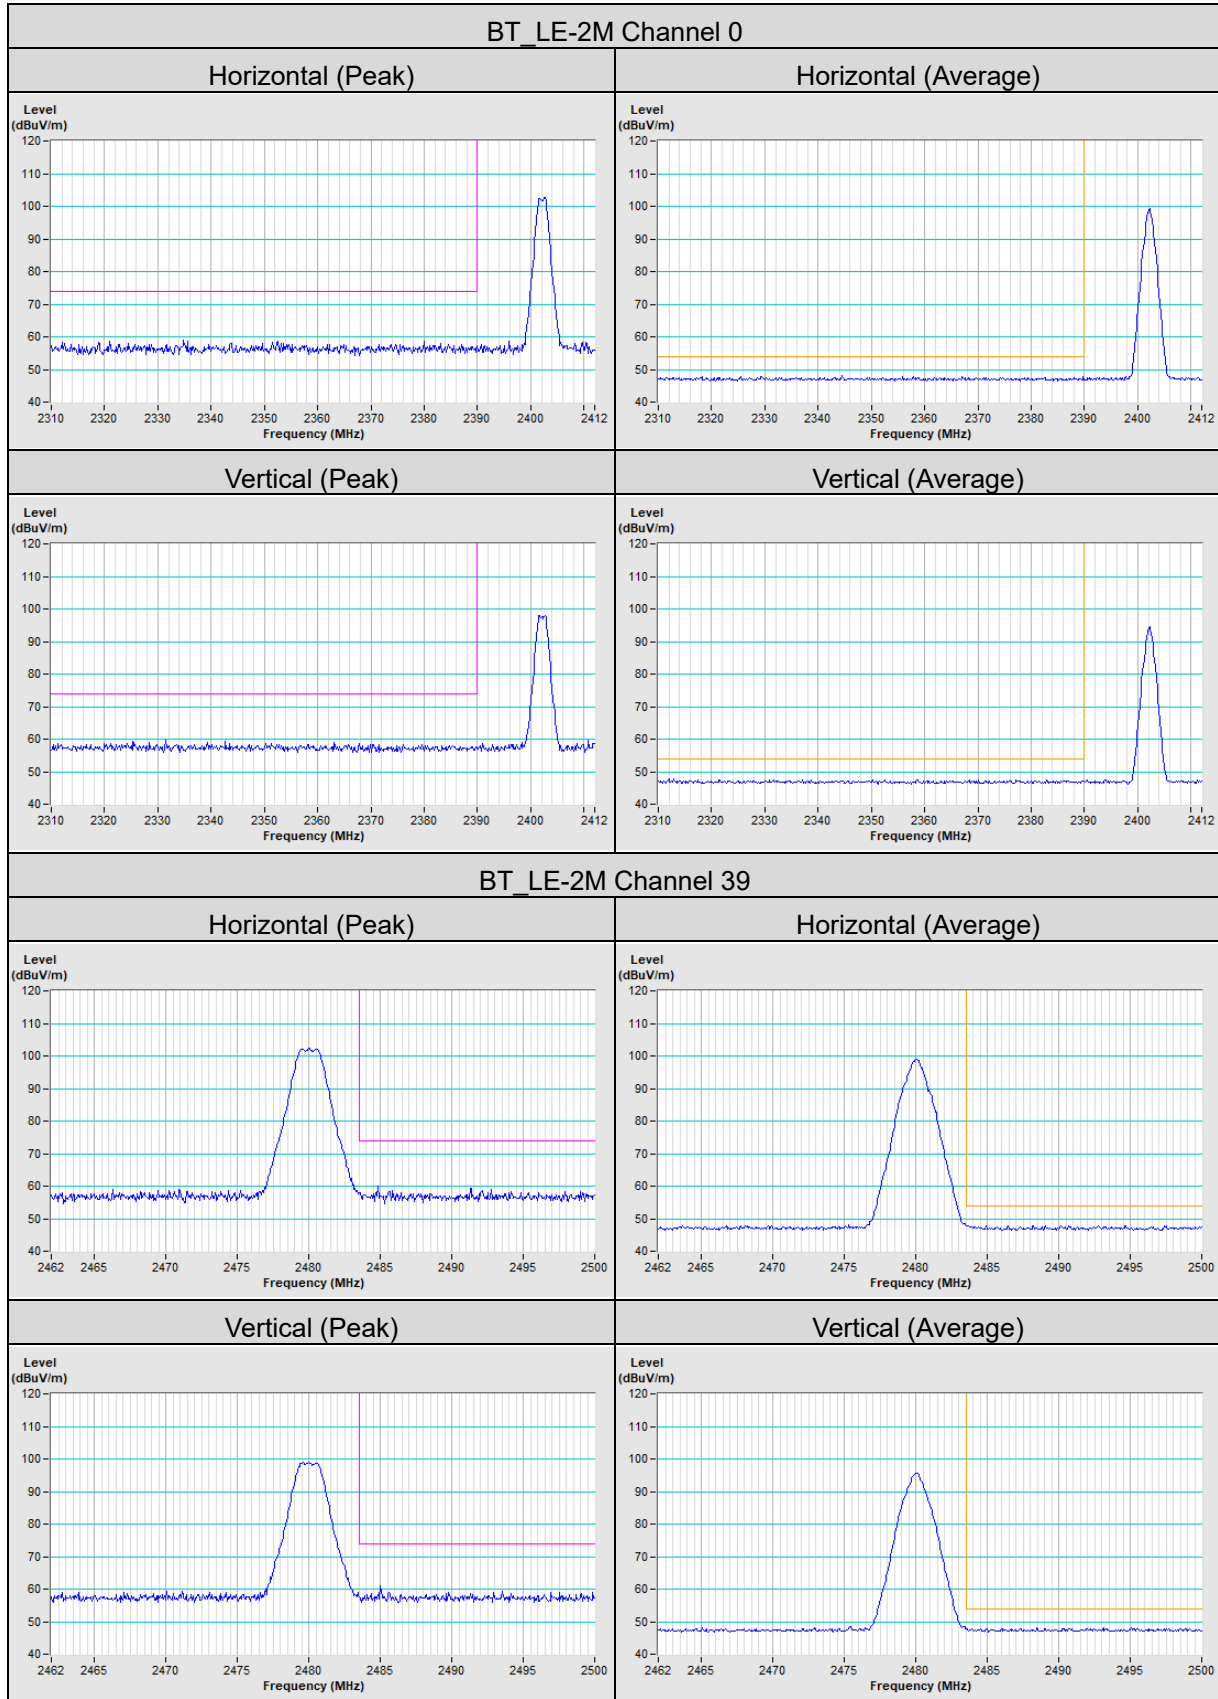 BT_LE-2M Channel 0
Horizontal (Peak) Horizontal (Average)
Level Level
(dBuV/m) (dBuV/m)
120 120
110 110
100 100
90 90
80 80
70 70
60 60
50 50
40 40
2310 2320 2330 2340 2350 2360 2370 2380 2390 2400 2412 2310 2320 2330 2340 2350 2360 2370 2380 2390 2400 2412
Frequency (MHz) Frequency (MHz)
Vertical (Peak) Vertical (Average)
Level Level
(dBuV/m) (dBuV/m)
120 120
110 110
100 100
90 90
80 80
70 70
60 60
50 50
40 40
2310 2320 2330 2340 2350 2360 2370 2380 2390 2400 2412 2310 2320 2330 2340 2350 2360 2370 2380 2390 2400 2412
Frequency (MHz) Frequency (MHz)
BT_LE-2M Channel 39
Horizontal (Peak) Horizontal (Average)
Level Level
(dBuV/m) (dBuV/m)
120 120
110 110
100 100
90 90
80 80
70 70
60 60
50 50
40 40
2462 2465 2470 2475 2480 2485 2490 2495 2500 2462 2465 2470 2475 2480 2485 2490 2495 2500
Frequency (MHz) Frequency (MHz)
Vertical (Peak) Vertical (Average)
Level Level
(dBuV/m) (dBuV/m)
120 120
110 110
100 100
90 90
80 80
70 70
60 60
50 50
40 40
2462 2465 2470 2475 2480 2485 2490 2495 2500 2462 2465 2470 2475 2480 2485 2490 2495 2500
Frequency (MHz) Frequency (MHz)